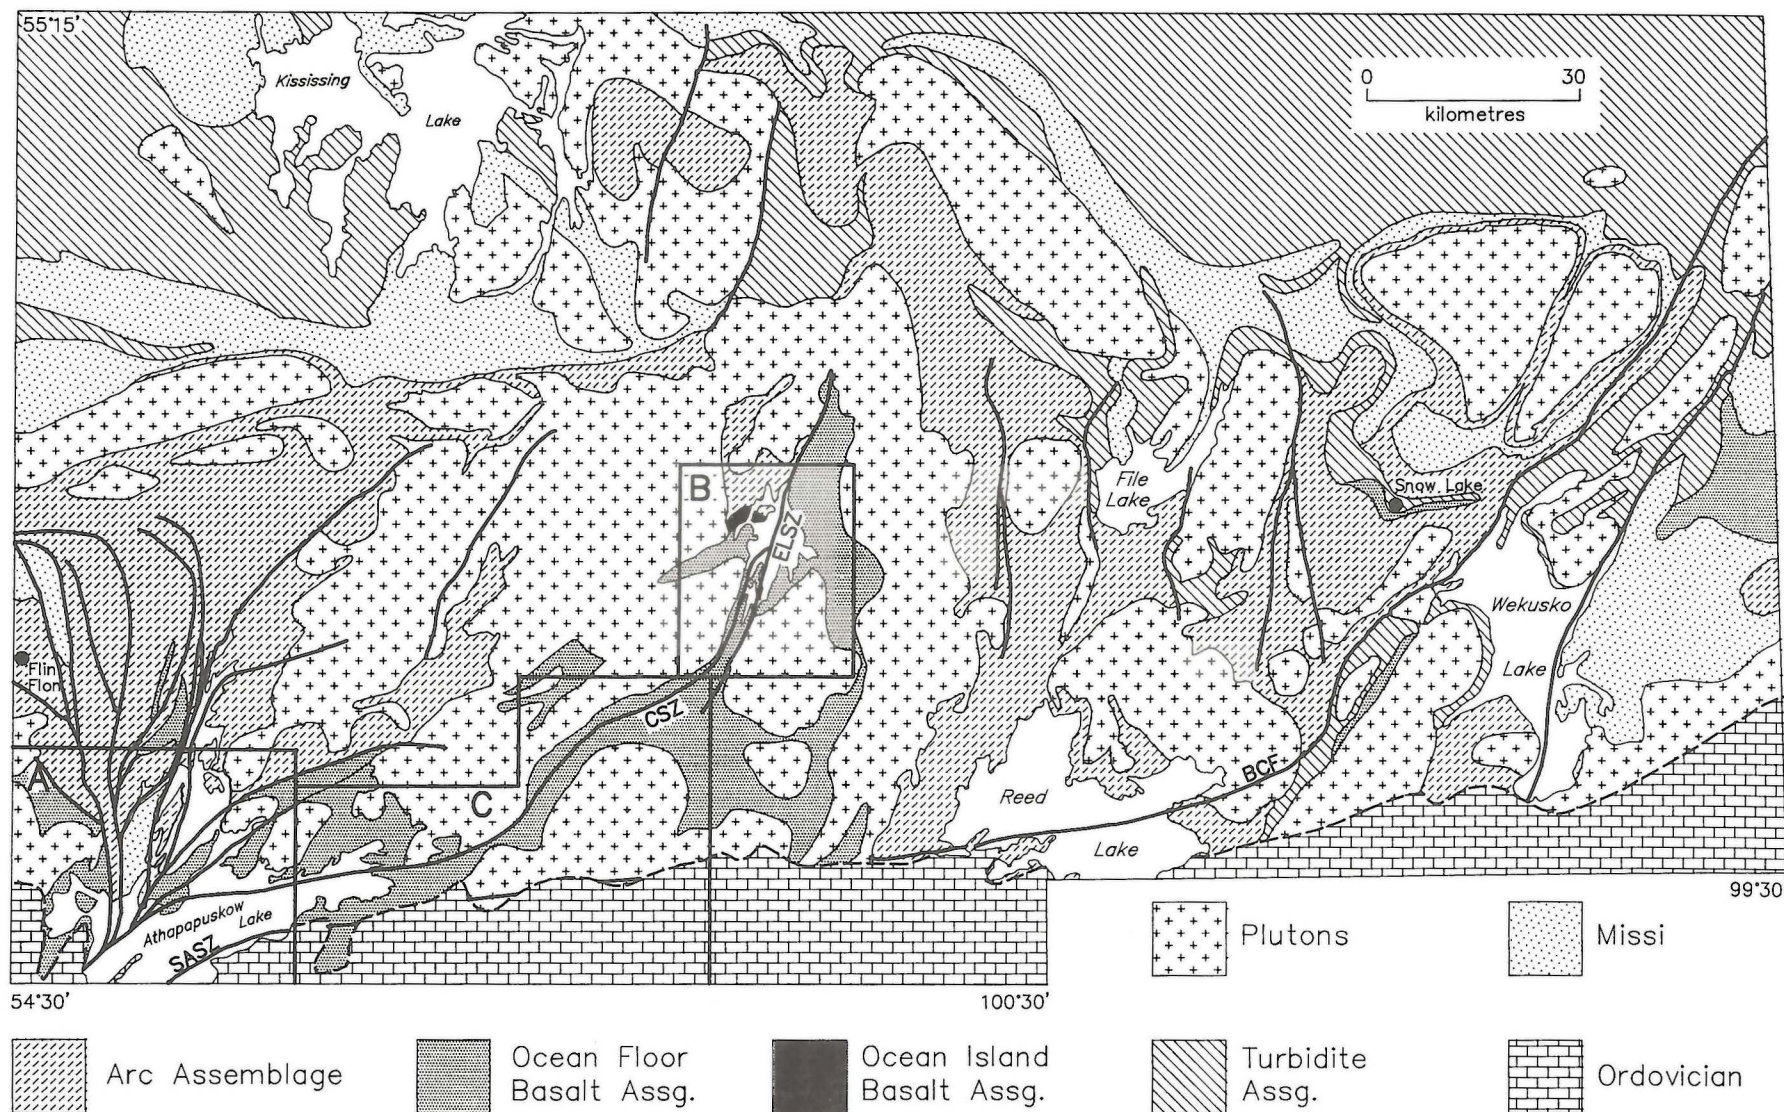 55°15'
Kississing
Lake
0 30
kilometres
B
ELSZ
File
Lake
Snow Lake
Wekusko
Lake
Flin
Flon
CSZ
A
C
BCF
Reed
Lake
Athapapuskow
Lake
SASZ
99°30'
54°30'
100°30'
Plutons
Missi
Arc Assemblage
Ocean Floor
Basalt Assg.
Ocean Island
Basalt Assg.
Turbidite
Assg.
Ordovician